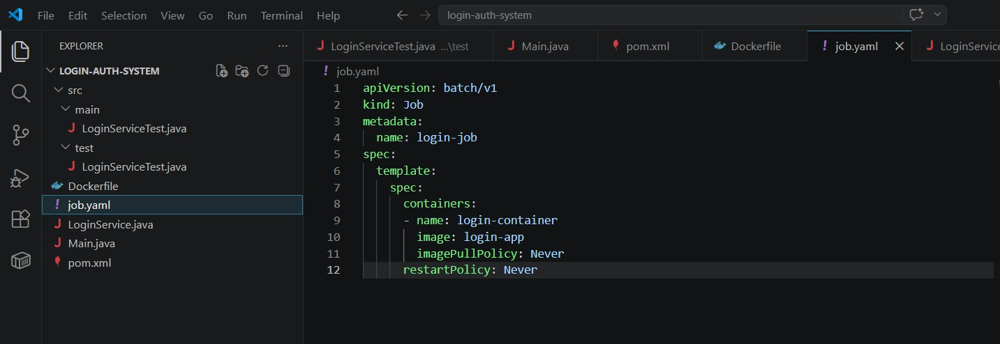 File Edit Selection View Go Run Terminal Help login-auth-system
EXPLORER
LoginServiceTest.java ...\test Main.java pom.xml Dockerfile job.yaml LoginService
LOGIN-AUTH-SYSTEM
src
main
LoginServiceTest.java
test
LoginServiceTest.java
Dockerfile
job.yaml
LoginService.java
Main.java
pom.xml
job.yaml
1 apiVersion: batch/v1
2 kind: Job
3 metadata:
4 name: login-job
5 spec:
6 template:
7 spec:
8 containers:
9 - name: login-container
10 image: login-app
11 imagePullPolicy: Never
12 restartPolicy: Never